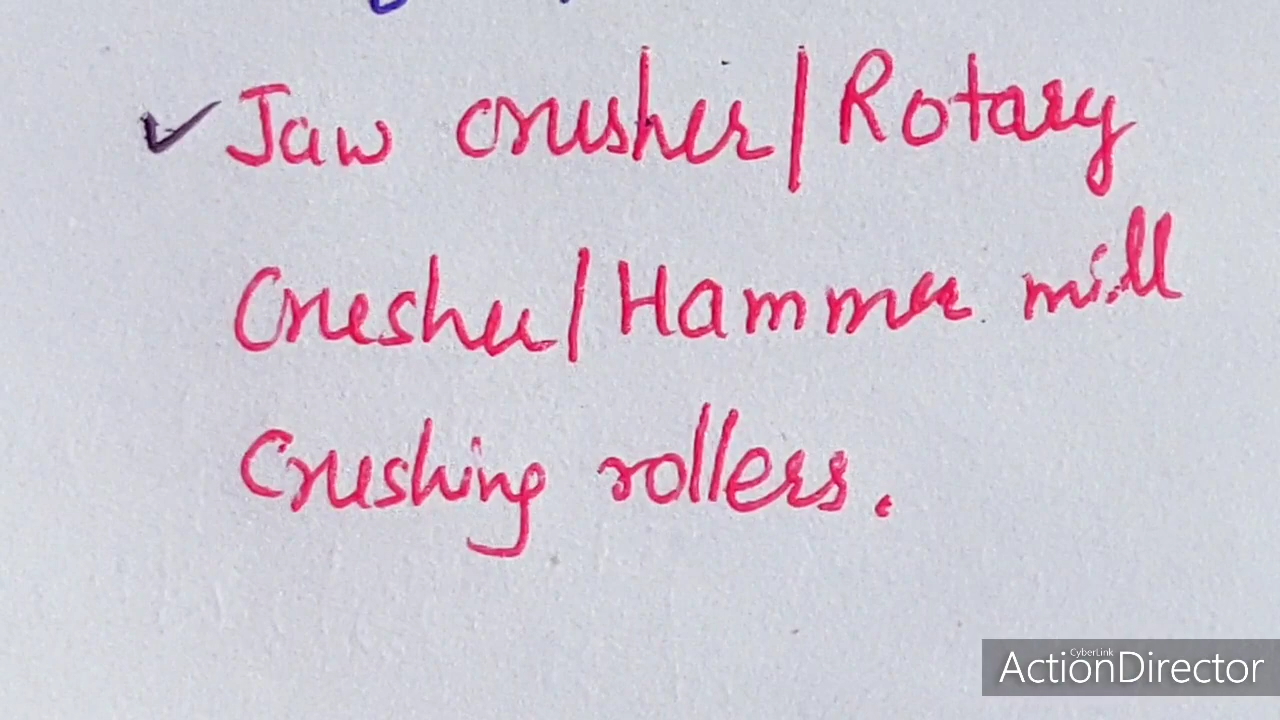 Jaw crusher/Rotary
Crusher/Hammer mill
Crushing rollers.
CyberLink
ActionDirector